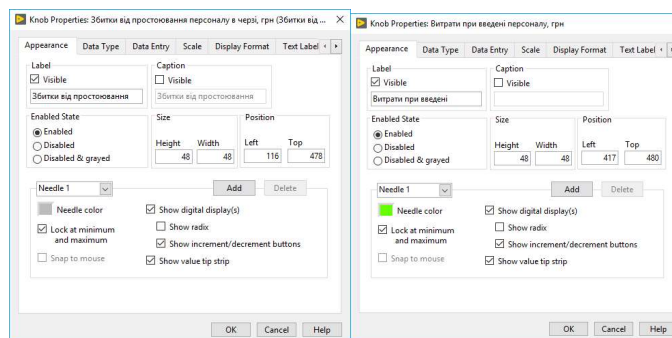 Knob Properties: Збитки від простоювання персоналу в черзі, грн (Збитки від ...
Appearance Data Type Data Entry Scale Display Format Text Label
Label
Visible
Збитки від простоювання
Caption
Visible
Збитки від простоювання
Enabled State
Enabled
Disabled
Disabled & grayed
Size
Height Width
48 48
Position
Left Top
116 478
Needle 1
Add Delete
Needle color
Lock at minimum
and maximum
Snap to mouse
Show digital display(s)
Show radix
Show increment/decrement buttons
Show value tip strip
OK Cancel Help
Knob Properties: Витрати при введені персоналу, грн
Appearance Data Type Data Entry Scale Display Format Text Label
Label
Visible
Витрати при введені
Caption
Visible
Enabled State
Enabled
Disabled
Disabled & grayed
Size
Height Width
48 48
Position
Left Top
417 480
Needle 1
Add Delete
Needle color
Lock at minimum
and maximum
Snap to mouse
Show digital display(s)
Show radix
Show increment/decrement buttons
Show value tip strip
OK Cancel Help